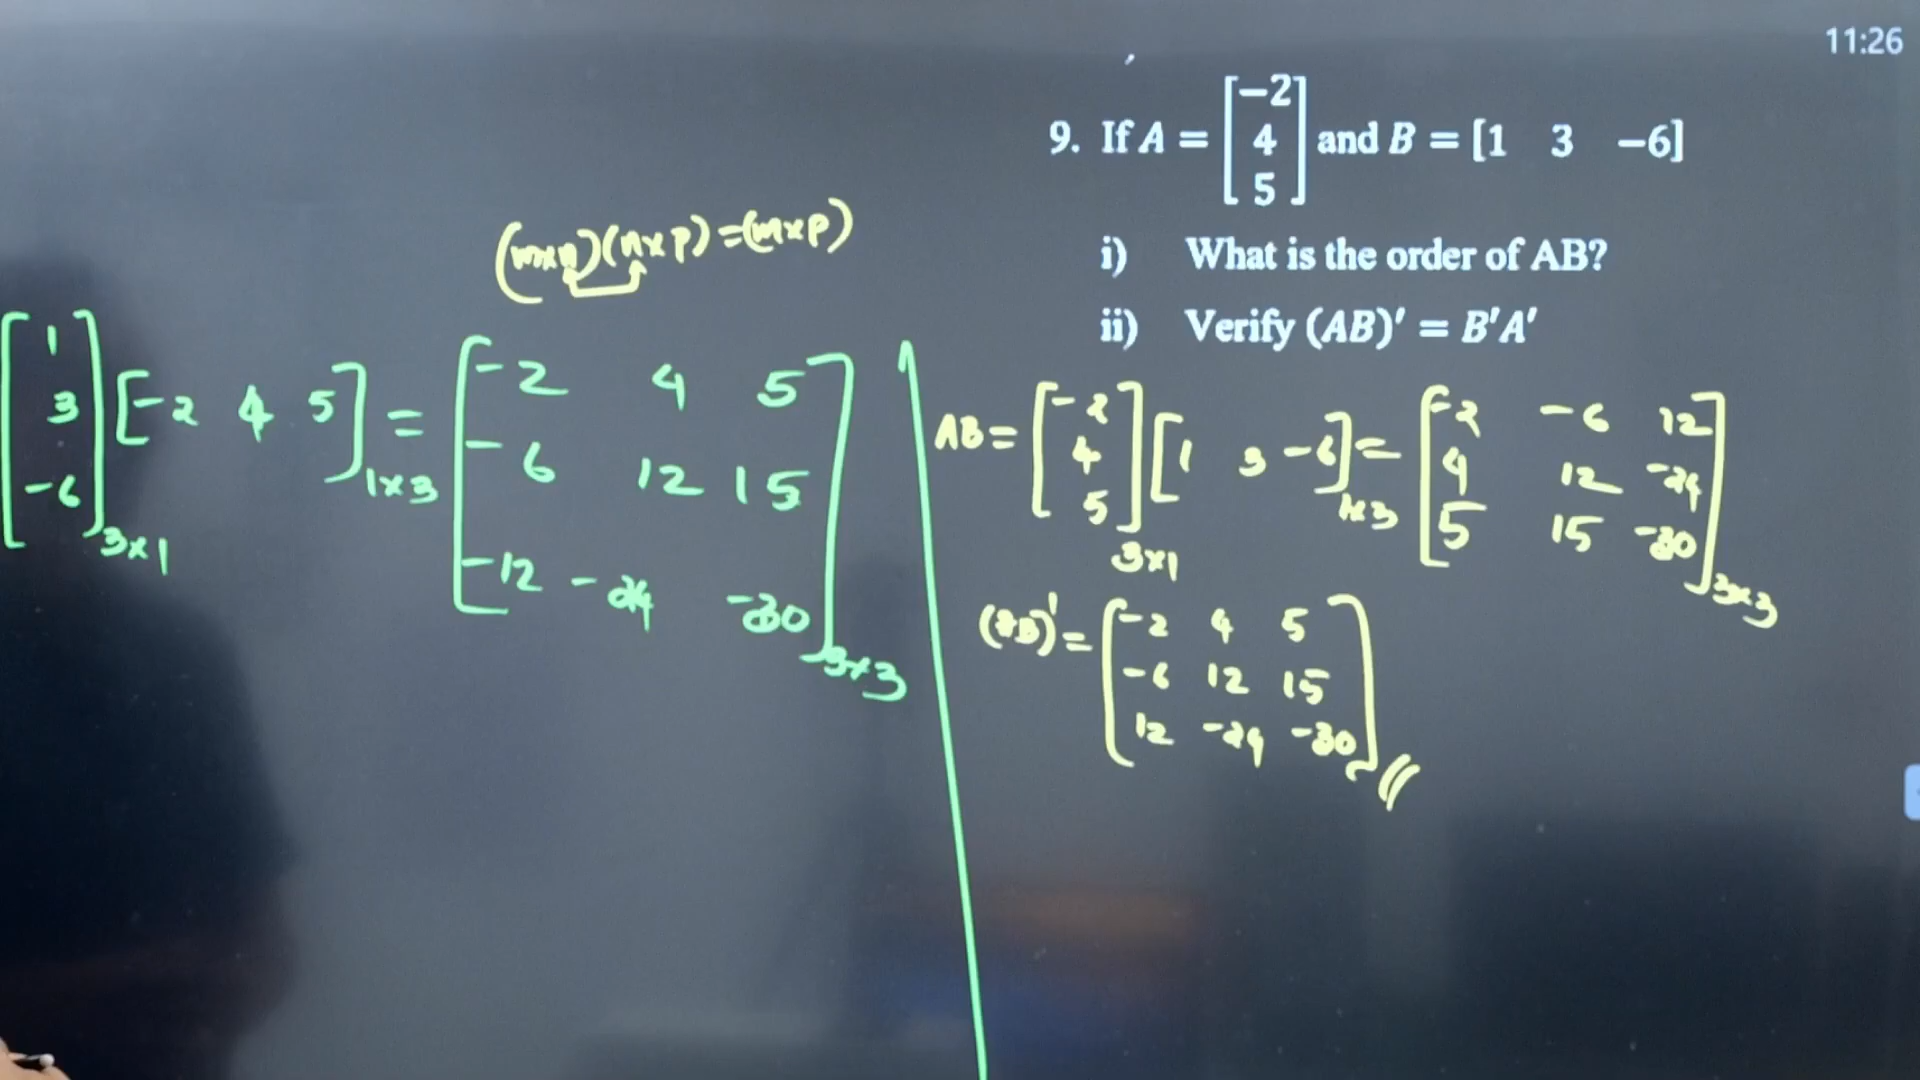 11:26
9. If A = [-2 4 5] and B = [1 3 -6]
i) What is the order of AB?
ii) Verify (AB)′ = B′A′
(m×n)(n×p)=(m×p)
[1 3 -6]3×1 [-2 4 5]1×3 = [-2 4 5
-6 12 15
-12 -24 -30]3×3
AB = [-2 4 5]3×1 [1 3 -6]1×3 = [-2 -6 12
4 12 -24
5 15 -30]3×3
(AB)' = [-2 4 5
-6 12 15
12 -24 -30]